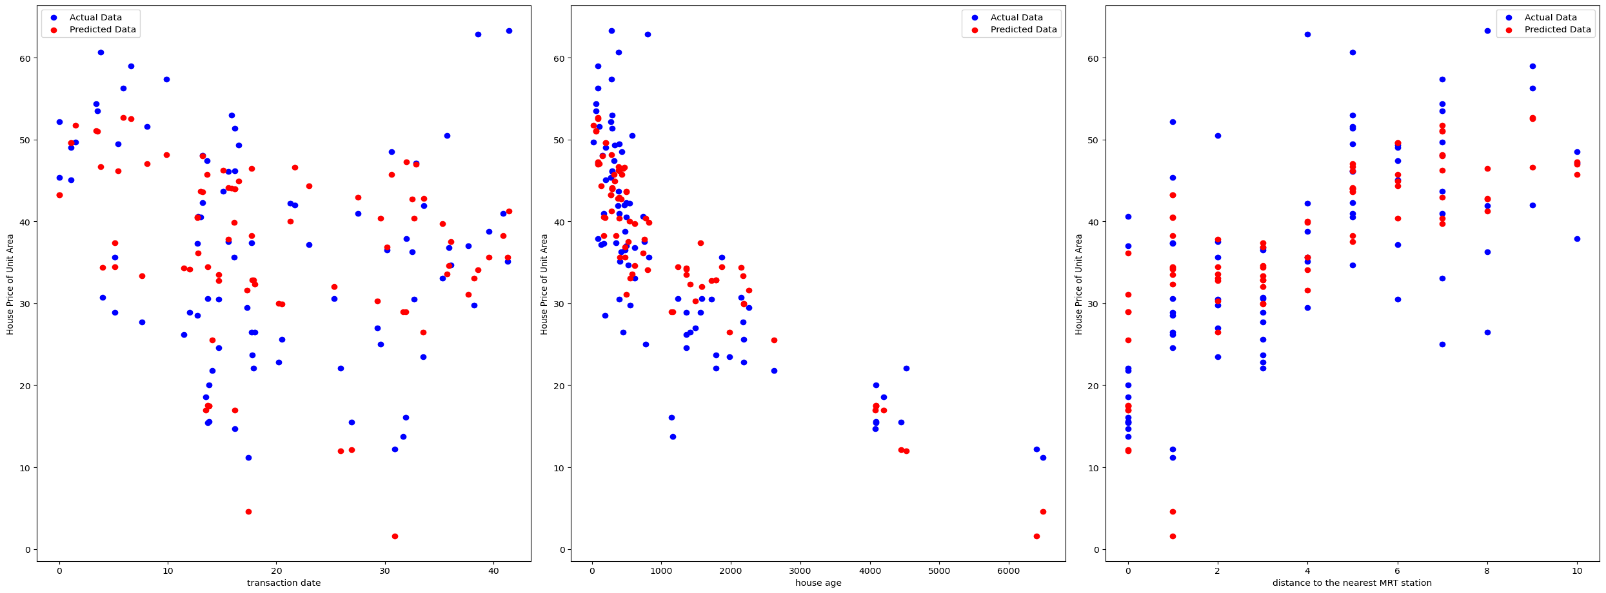 Actual Data
Predicted Data
House Price of Unit Area
60
50
40
30
20
10
0
0 10 20 30 40
transaction date
Actual Data
Predicted Data
House Price of Unit Area
60
50
40
30
20
10
0
0 1000 2000 3000 4000 5000 6000
house age
Actual Data
Predicted Data
House Price of Unit Area
60
50
40
30
20
10
0
0 2 4 6 8 10
distance to the nearest MRT station